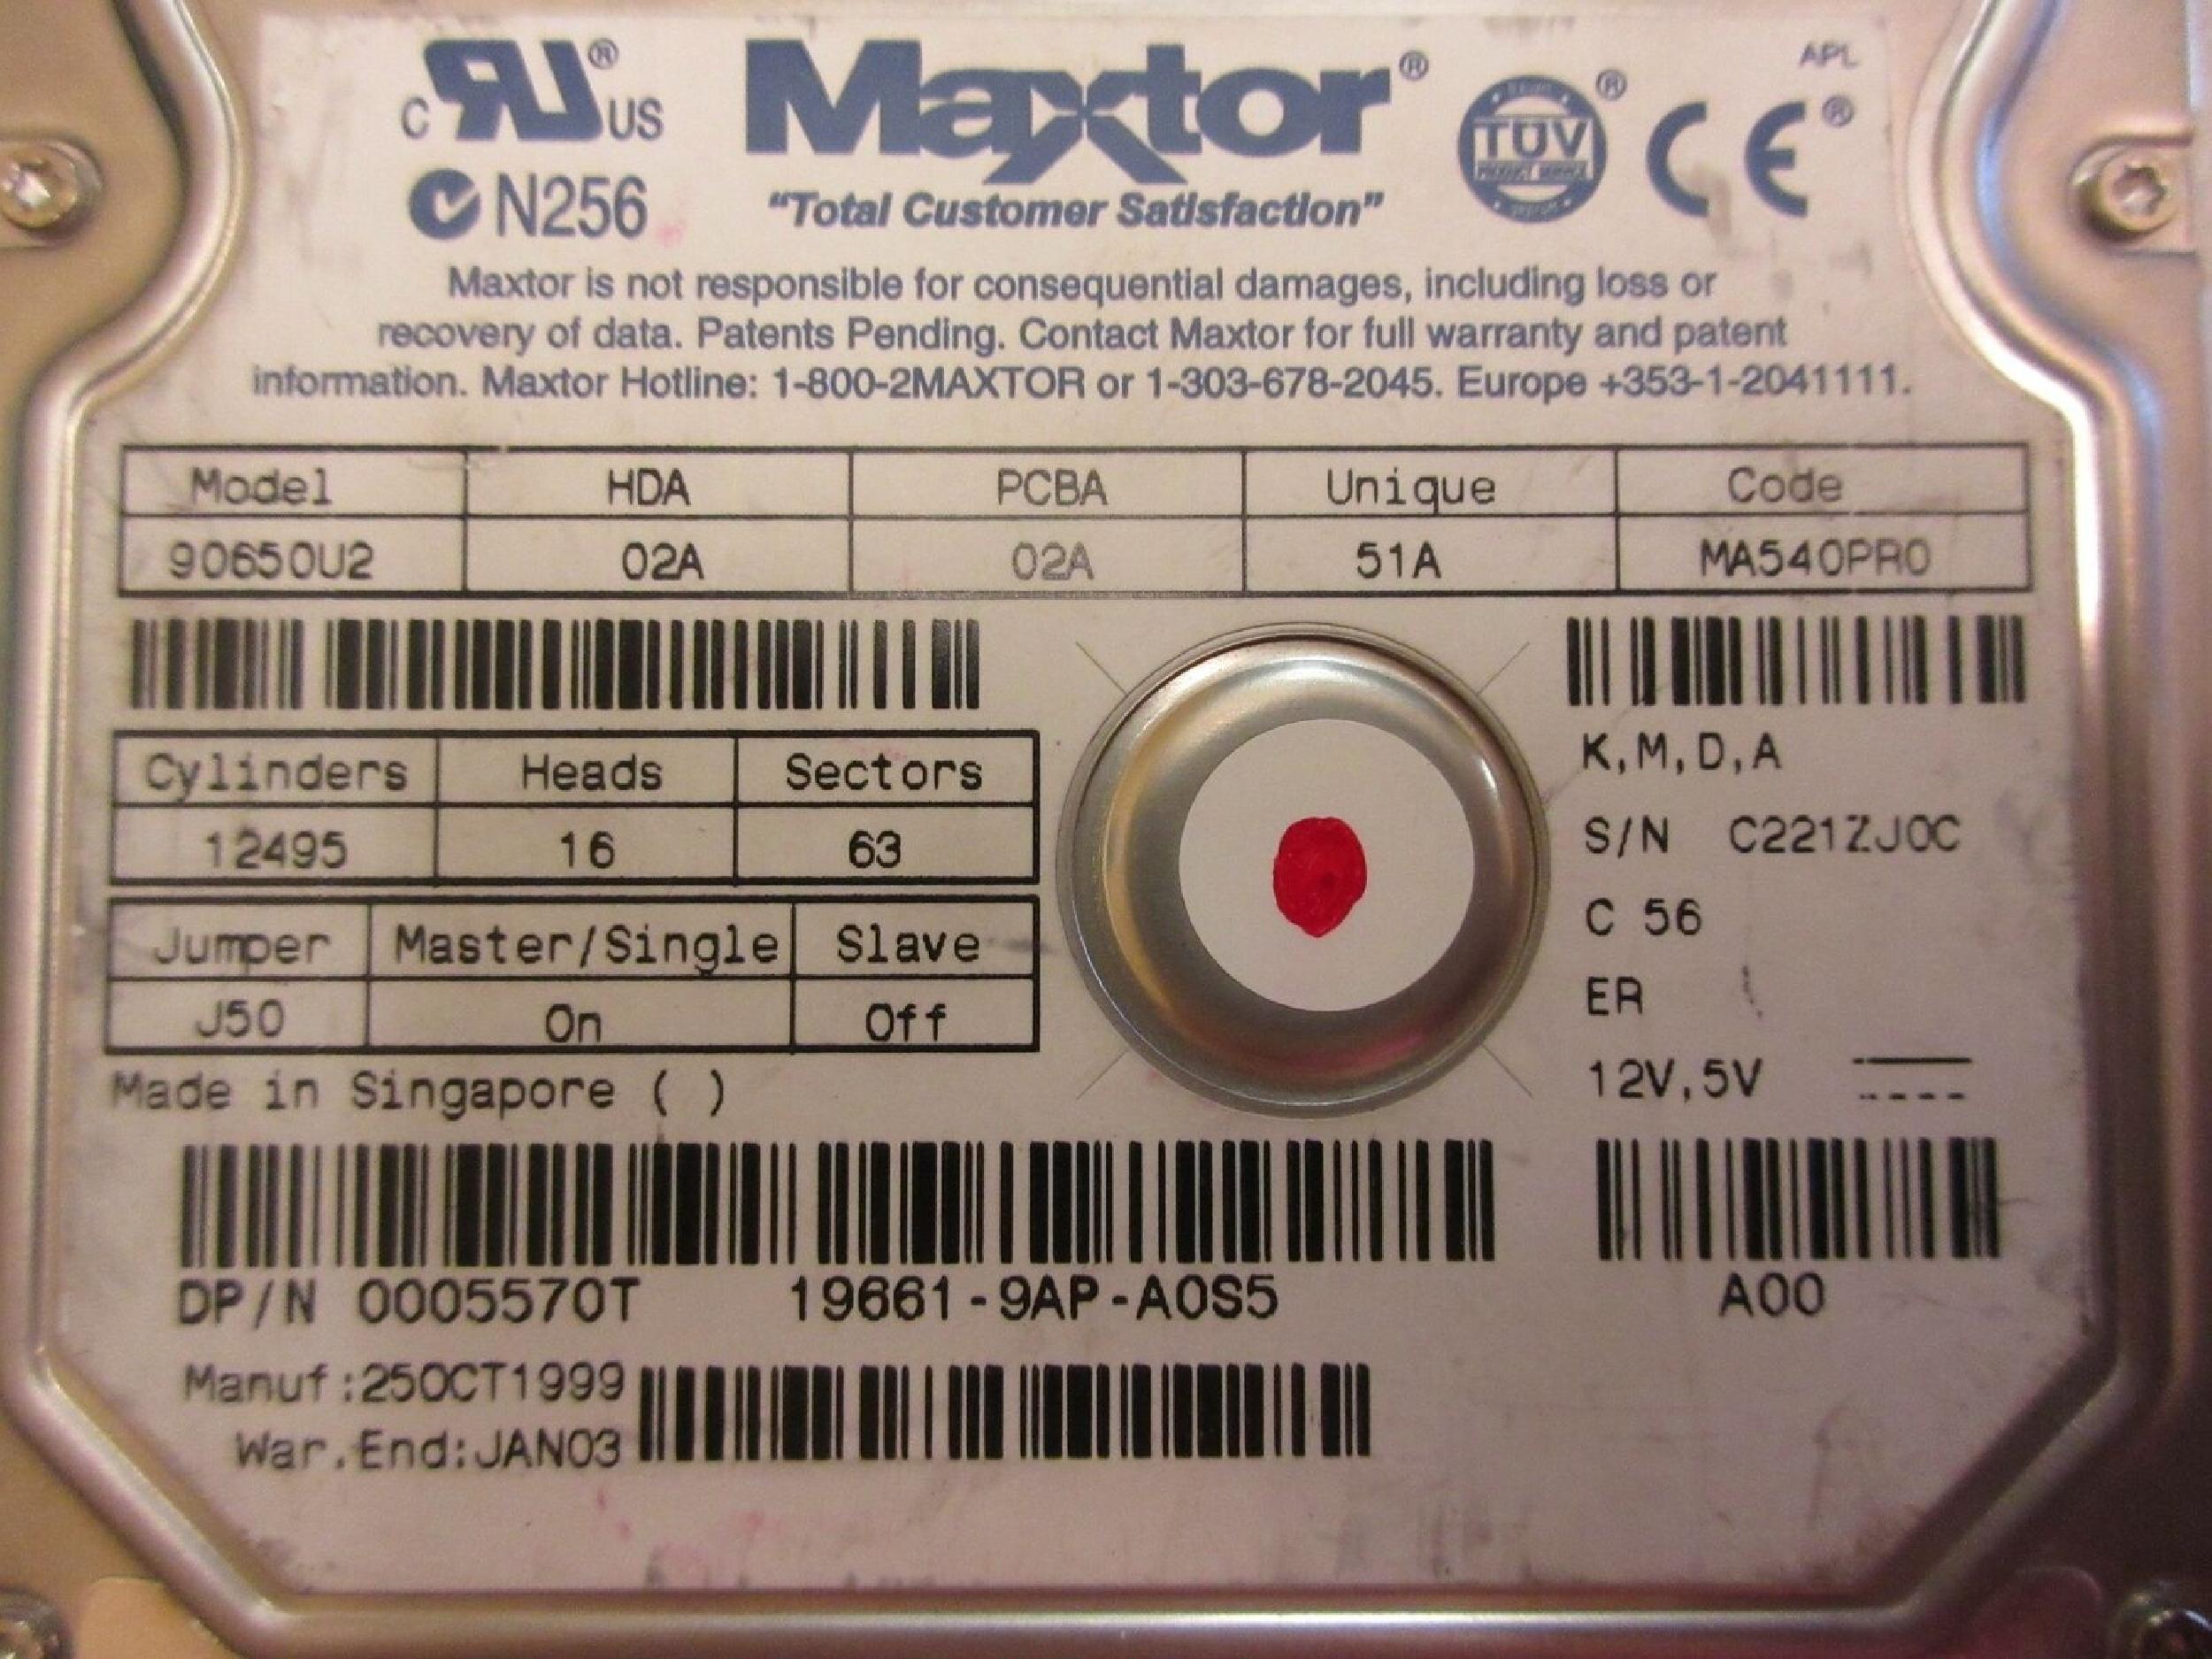 APL
c RU ® US Maxtor® TÜV PRODUCT SERVICE ® CE ®
N256 "Total Customer Satisfaction"
Maxtor is not responsible for consequential damages, including loss or
recovery of data. Patents Pending. Contact Maxtor for full warranty and patent
information. Maxtor Hotline: 1-800-2MAXTOR or 1-303-678-2045. Europe +353-1-2041111.
Model HDA PCBA Unique Code
90650U2 02A 02A 51A MA540PR0
K,M,D,A
Cylinders Heads Sectors
12495 16 63
S/N C221ZJ0C
C 56
Jumper Master/Single Slave
J50 On Off
ER
12V,5V
Made in Singapore ( )
DP/N 0005570T 19661-9AP-A0S5 A00
Manuf:25OCT1999
War.End:JAN03